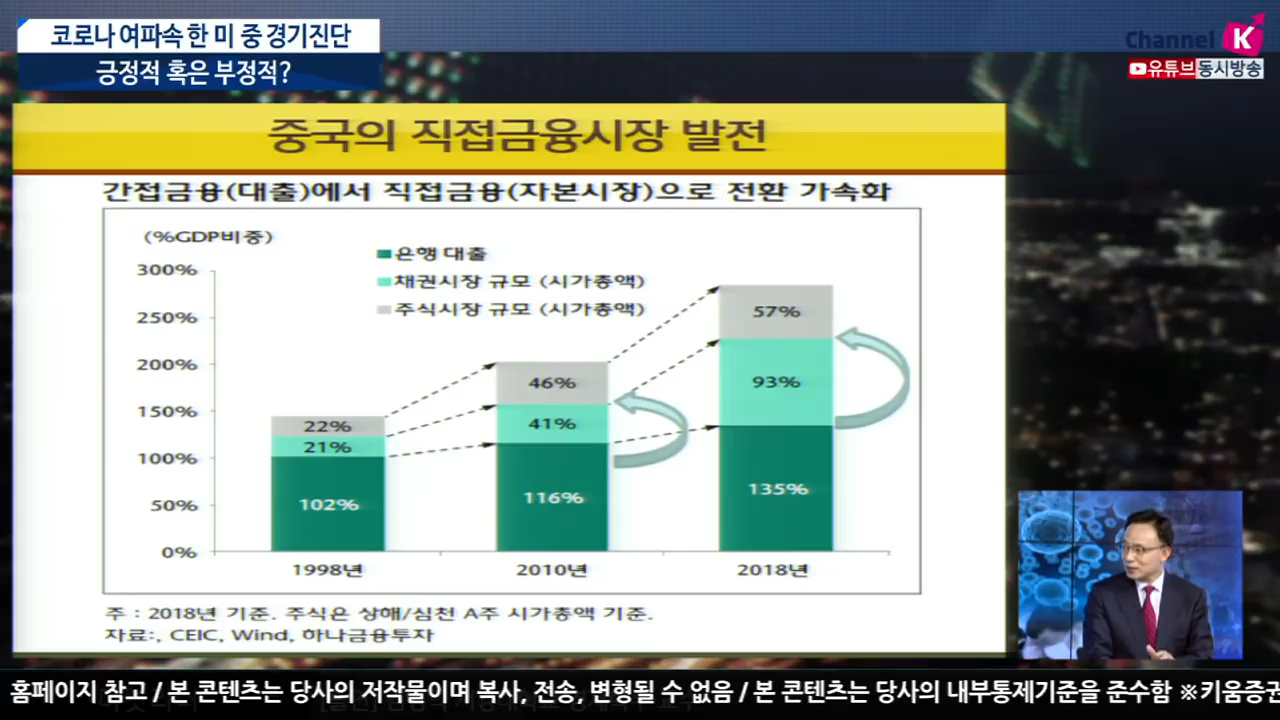 코로나 여파속 한 미 중 경기진단
긍정적 혹은 부정적?
Channel K
유튜브 동시방송
중국의 직접금융시장 발전
간접금융(대출)에서 직접금융(자본시장)으로 전환 가속화
(%GDP비중)
은행 대출
채권시장 규모 (시가총액)
주식시장 규모 (시가총액)
300%
250%
200%
150%
100%
50%
0%
22%
21%
102%
46%
41%
116%
57%
93%
135%
1998년
2010년
2018년
주 : 2018년 기준. 주식은 상해/심천 A주 시가총액 기준.
자료:, CEIC, Wind, 하나금융투자
홈페이지 참고 / 본 콘텐츠는 당사의 저작물이며 복사, 전송, 변형될 수 없음 / 본 콘텐츠는 당사의 내부통제기준을 준수함 ※키움증권